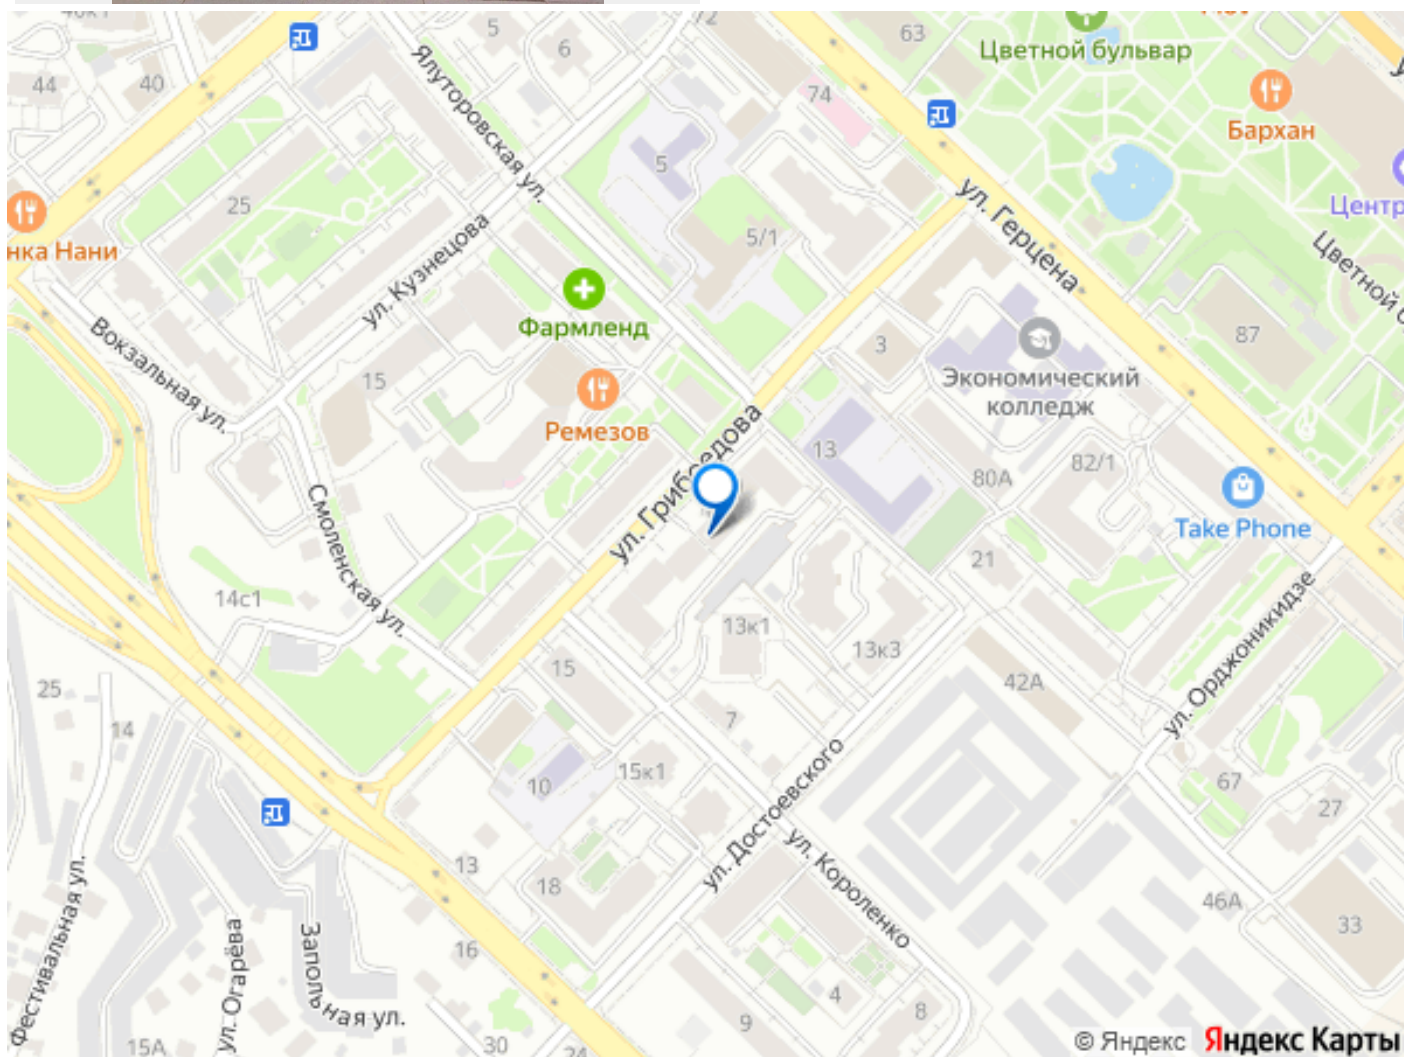 5
6
72
63
Цветной бульвар
44
40
Ялуторовская ул.
74
Бархан
5
25
ул. Герцена
Центр
нка Нани
ул. Кузнецова
5/1
Цветной б
Фармленд
87
Вокзальная ул.
3
15
Экономический
колледж
Ремезов
ул. Грибоедова
13
80А
82/1
Take Phone
Смоленская ул.
21
14с1
13к1
13к3
ул. Орджоникидзе
15
42А
25
14
7
15к1
10
67
27
ул. Достоевского
ул. Короленко
13
18
46А
33
Фестивальная ул.
ул. Огарёва
Запольная ул.
16
4
8
9
15А
30
24
© Яндекс Яндекс Карты